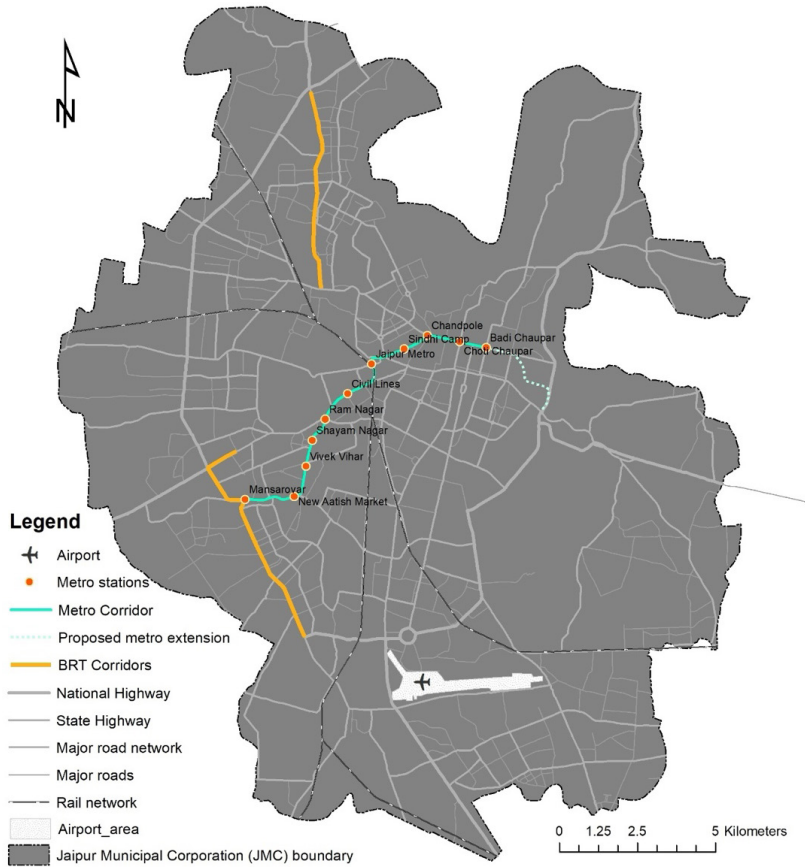 N
Chandpole
Sindhi Camp
Badi Chaupar
Choti Chaupar
Jaipur Metro
Civil Lines
Ram Nagar
Shayam Nagar
Vivek Vihar
Mansarovar
New Aatish Market
Legend
Airport
Metro stations
Metro Corridor
Proposed metro extension
BRT Corridors
National Highway
State Highway
Major road network
Major roads
Rail network
Airport_area
Jaipur Municipal Corporation (JMC) boundary
0 1.25 2.5 5 Kilometers